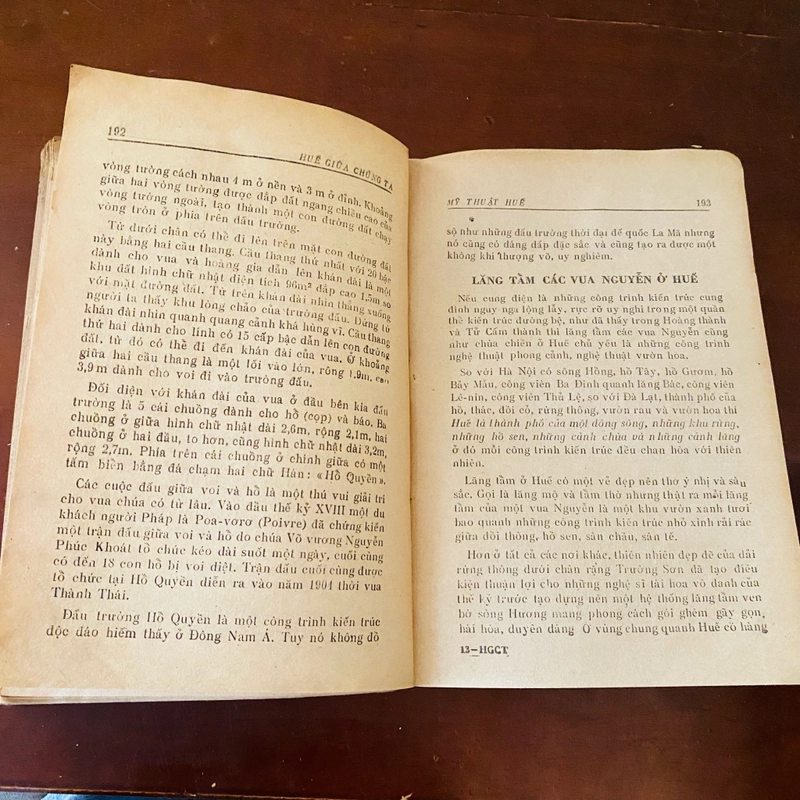 192
HUẾ GIỮA CHÚNG TA
vòng tường cách nhau 4 m ở nền và 3 m ở đỉnh. Khoảng
giữa hai vòng tường được đắp đất ngang chiều cao của
vòng tường ngoài, tạo thành một con đường đất chạy
vòng tròn ở phía trên đấu trường.
Từ dưới chân có thể đi lên trên mặt con đường đất
này bằng hai cầu thang. Cầu thang thứ nhất với 20 bậc
dành cho vua và hoàng gia dẫn lên khán đài là một
khu đất hình chữ nhật diện tích 96m² đắp cao 1,5m so
với mặt đường đất. Từ trên khán đài nhìn thẳng xuống
người ta thấy khu lòng chảo của trường đấu. Đứng từ
khán đài nhìn quanh quang cảnh khá hùng vĩ. Cầu thang
thứ hai dành cho lính có 15 cấp bậc dẫn lên con đường
đất, từ đó có thể đi đến khán đài của vua. Ở khoảng
giữa hai cầu thang là một lối vào lớn, rộng 1,9m, cao
3,9m dành cho voi đi vào trường đấu.
Đối diện với khán đài của vua ở đầu bên kia đấu
trường là 5 cái chuồng dành cho hổ (cọp) và báo. Ba
chuồng ở giữa hình chữ nhật dài 2,6m, rộng 2,1m, hai
chuồng ở hai đầu, to hơn, cũng hình chữ nhật dài 3,2m,
rộng 2,7m. Phía trên cái chuồng ở chính giữa có một
tấm biển bằng đá chạm hai chữ Hán: «Hổ Quyền».
Các cuộc đấu giữa voi và hổ là một thú vui giải trí
cho vua chúa có từ lâu. Vào đầu thế kỷ XVIII một du
khách người Pháp là Poa-vơrơ (Poivre) đã chứng kiến
một trận đấu giữa voi và hổ do chúa Võ vương Nguyễn
Phúc Khoát tổ chức kéo dài suốt một ngày, cuối cùng
có đến 18 con hổ bị voi diệt. Trận đấu cuối cùng được
tổ chức tại Hổ Quyền diễn ra vào năm 1904 thời vua
Thành Thái.
Đấu trường Hổ Quyền là một công trình kiến trúc
độc đáo hiếm thấy ở Đông Nam Á. Tuy nó không đồ
MỸ THUẬT HUẾ
193
sộ như những đấu trường thời đại đế quốc La Mã nhưng
nó cũng có dáng dấp đặc sắc và cũng tạo ra được một
không khí thượng võ, uy nghiêm.
LĂNG TẨM CÁC VUA NGUYỄN Ở HUẾ
Nếu cung điện là những công trình kiến trúc cung
đình nguy nga lộng lẫy, rực rỡ uy nghi trong một quần
thể kiến trúc đường bệ, như đã thấy trong Hoàng thành
và Tử Cấm thành thì lăng tẩm các vua Nguyễn cũng
như chùa chiền ở Huế chủ yếu là những công trình
nghệ thuật phong cảnh, nghệ thuật vườn hoa.
So với Hà Nội có sông Hồng, hồ Tây, hồ Gươm, hồ
Bảy Mẫu, công viên Ba Đình quanh lăng Bác, công viên
Lê-nin, công viên Thủ Lệ, so với Đà Lạt, thành phố của
hồ, thác, đồi cỏ, rừng thông, vườn rau và vườn hoa thì
Huế là thành phố của một dòng sông, những khu rừng,
những hồ sen, những cảnh chùa và những cảnh lăng
ở đó mỗi công trình kiến trúc đều chan hòa với thiên
nhiên.
Lăng tẩm ở Huế có một vẻ đẹp nên thơ ý nhị và sâu
sắc. Gọi là lăng mộ và tẩm thờ nhưng thật ra mỗi lăng
tẩm của một vua Nguyễn là một khu vườn xanh tươi
bao quanh những công trình kiến trúc nhỏ xinh rải rác
giữa đồi thông, hồ sen, sân chầu, sân tế.
Hơn ở tất cả các nơi khác, thiên nhiên đẹp đẽ của dải
rừng thông dưới chân rặng Trường Sơn đã tạo điều
kiện thuận lợi cho những nghệ sĩ tài hoa vô danh của
thế kỷ trước tạo dựng nên một hệ thống lăng tẩm ven
bờ sông Hương mang phong cách gói ghém gãy gọn,
hài hòa, duyên dáng Ở vùng chung quanh Huế có hàng
13—HGCT